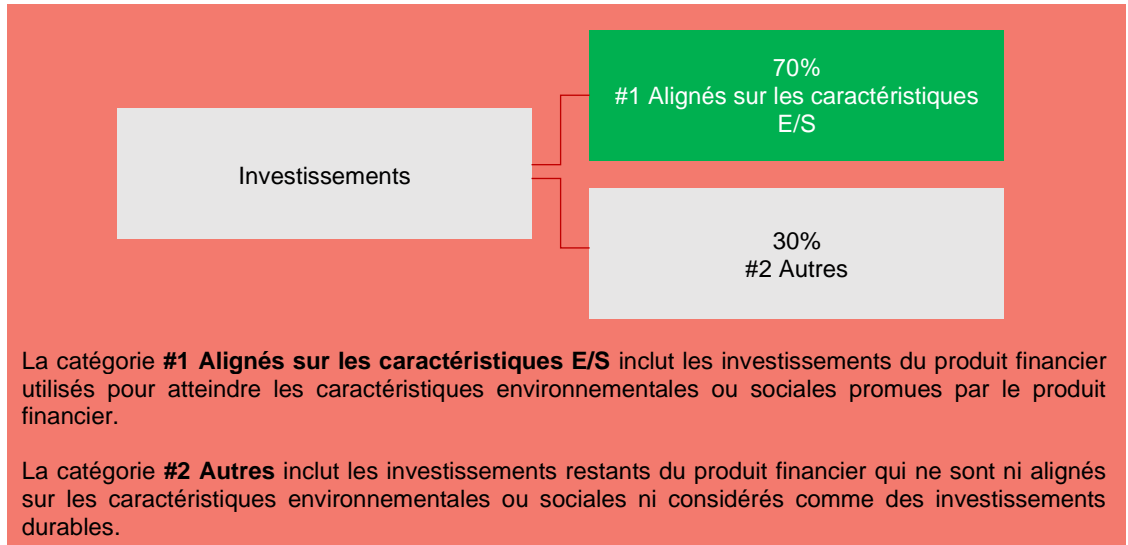 70%
#1 Alignés sur les caractéristiques
E/S
Investissements
30%
#2 Autres
La catégorie #1 Alignés sur les caractéristiques E/S inclut les investissements du produit financier
utilisés pour atteindre les caractéristiques environnementales ou sociales promues par le produit
financier.
La catégorie #2 Autres inclut les investissements restants du produit financier qui ne sont ni alignés
sur les caractéristiques environnementales ou sociales ni considérés comme des investissements
durables.